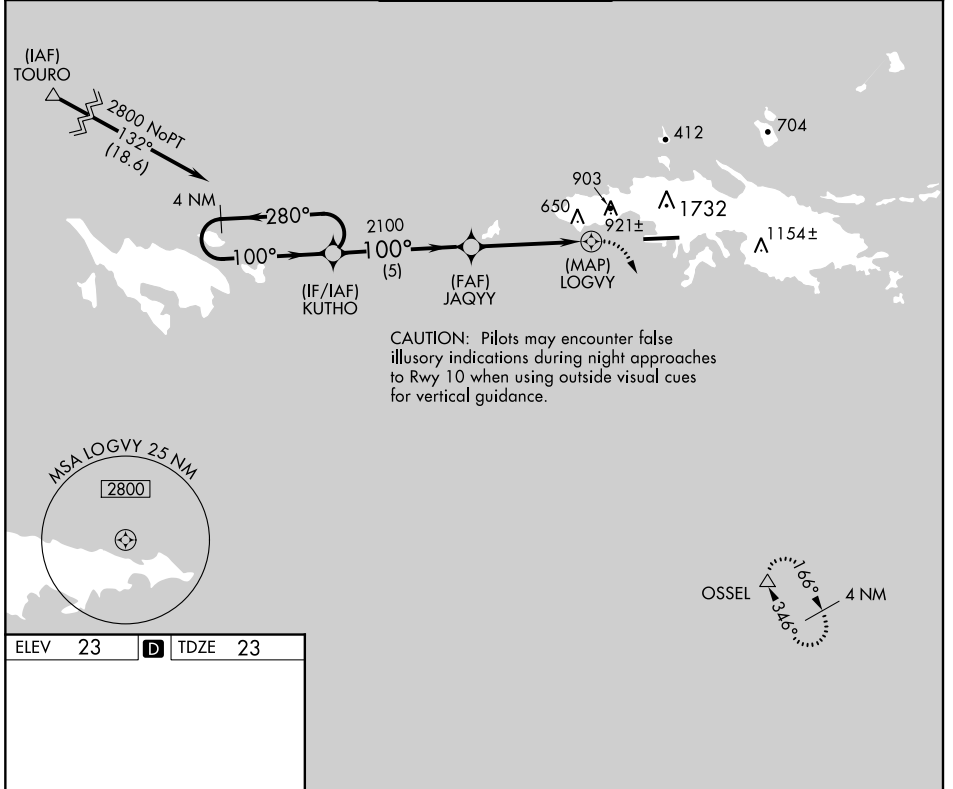 (IAF)
TOURO
2800 NoPT
132°
(18.6)
4 NM
280°
100°
(IF/IAF)
KUTHO
2100
100°
(5)
(FAF)
JAQYY
(MAP)
LOGVY
650
903
921±
412
704
1732
1154±
CAUTION: Pilots may encounter false
illusory indications during night approaches
to Rwy 10 when using outside visual cues
for vertical guidance.
MSA LOGVY 25 NM
2800
OSSEL
166°
346°
4 NM
ELEV 23 D TDZE 23